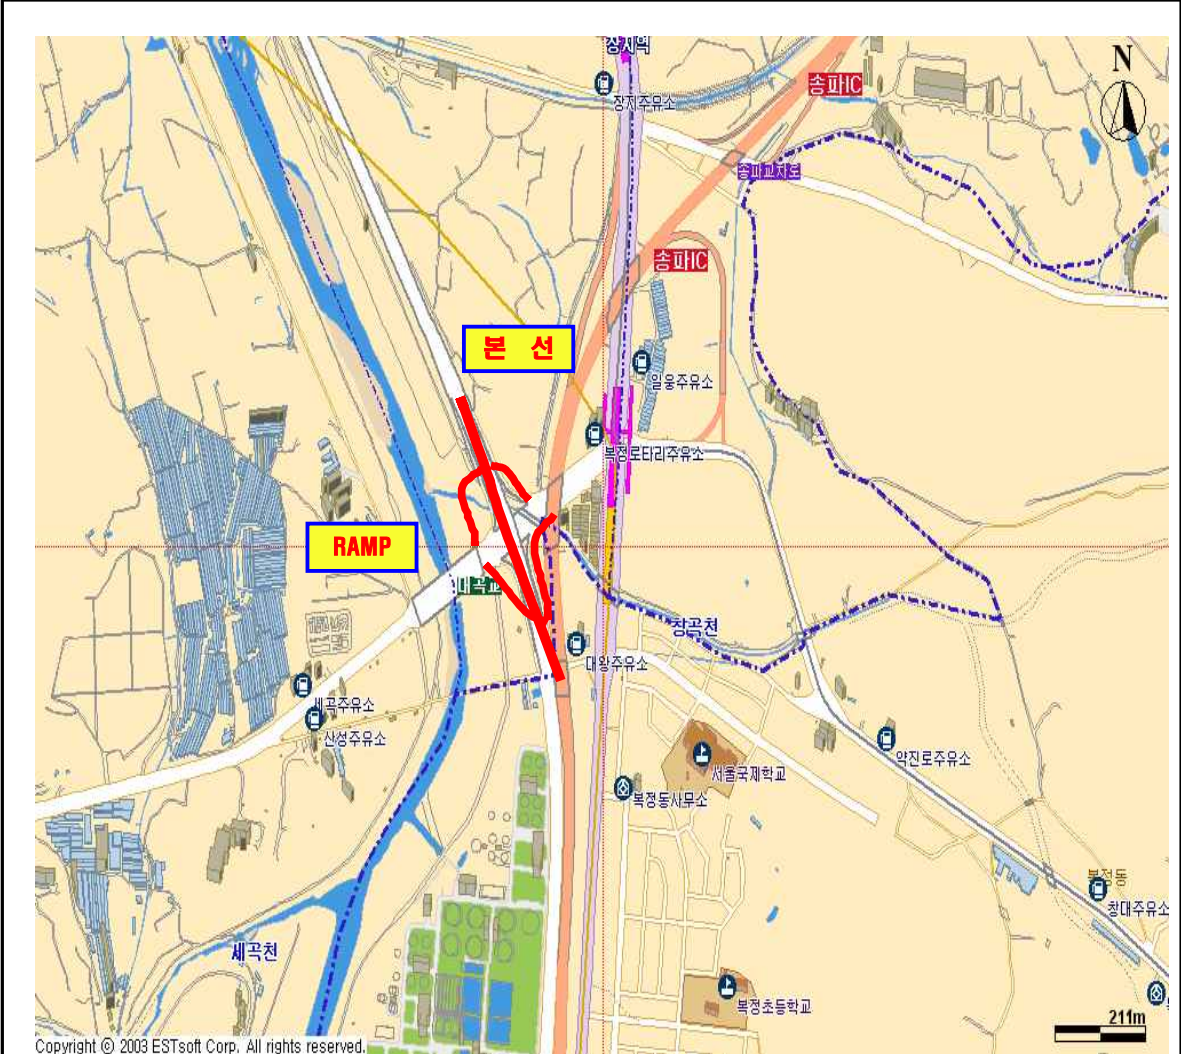 장지역
N
송파IC
장지주유소
송파교차로
송파IC
본 선
일웅주유소
복정로타리주유소
RAMP
대곡교
창곡천
대왕주유소
세곡주유소
산성주유소
약진로주유소
서울국제학교
복정동사무소
복정동
창대주유소
세곡천
복정초등학교
211m
Copyright © 2003 ESTsoft Corp. All rights reserved.